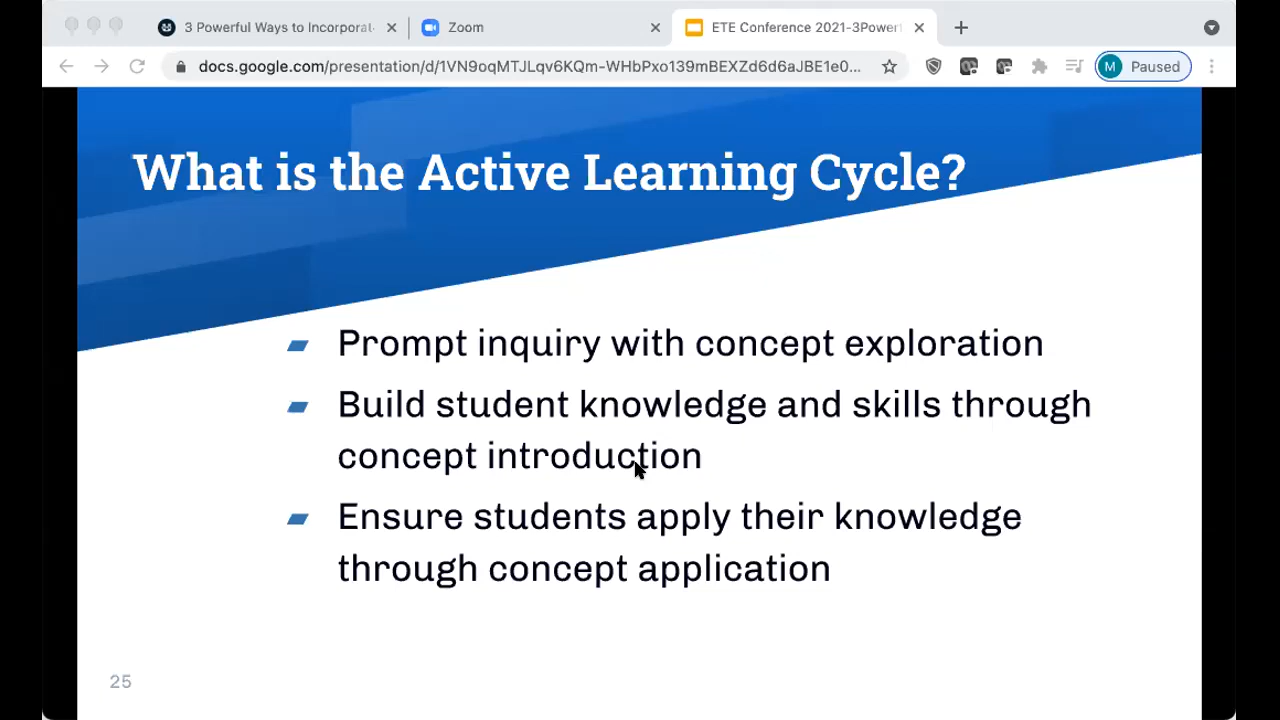 3 Powerful Ways to Incorporat
Zoom
ETE Conference 2021-3Powerf
docs.google.com/presentation/d/1VN9oqMTJLqv6KQm-WHbPxo139mBEXZd6d6aJBE1e0...
M Paused
What is the Active Learning Cycle?
Prompt inquiry with concept exploration
Build student knowledge and skills through
concept introduction
Ensure students apply their knowledge
through concept application
25